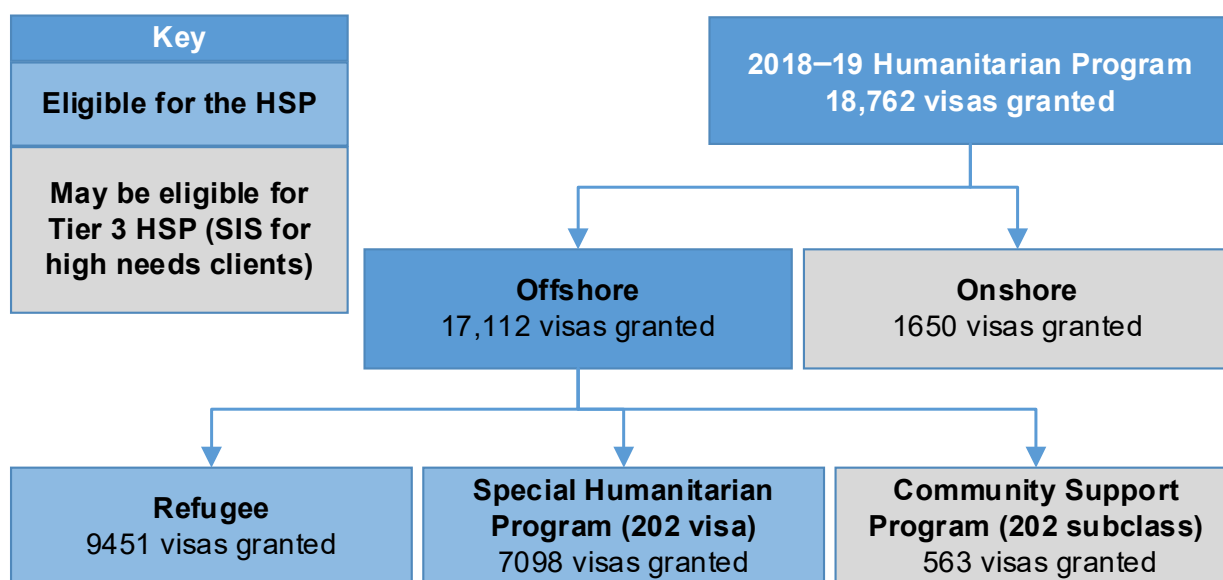 Key
Eligible for the HSP
May be eligible for
Tier 3 HSP (SIS for
high needs clients)
2018–19 Humanitarian Program
18,762 visas granted
Offshore
17,112 visas granted
Onshore
1650 visas granted
Refugee
9451 visas granted
Special Humanitarian
Program (202 visa)
7098 visas granted
Community Support
Program (202 subclass)
563 visas granted